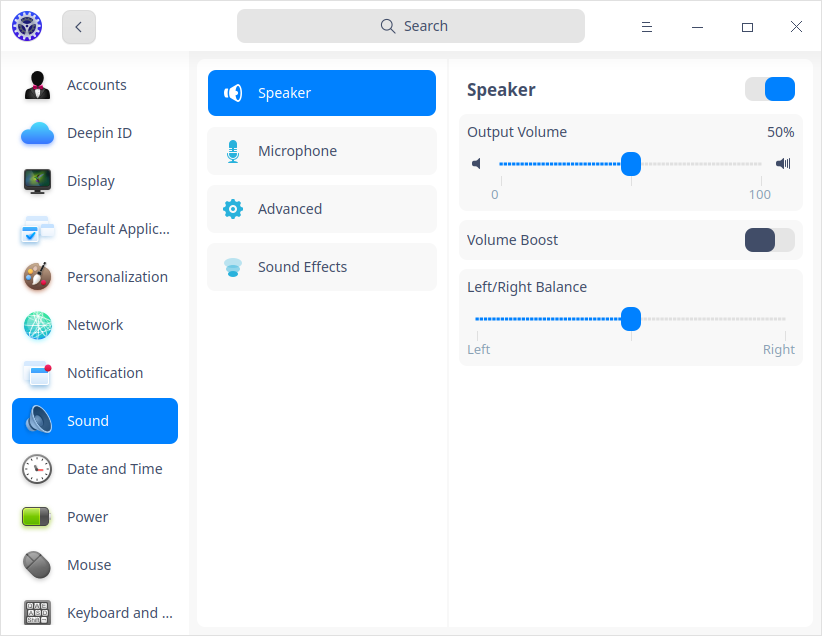 Search
Accounts
Deepin ID
Display
Default Applic...
Personalization
Network
Notification
Sound
Date and Time
Power
Mouse
Keyboard and ...
Speaker
Microphone
Advanced
Sound Effects
Speaker
Output Volume 50%
0 100
Volume Boost
Left/Right Balance
Left Right